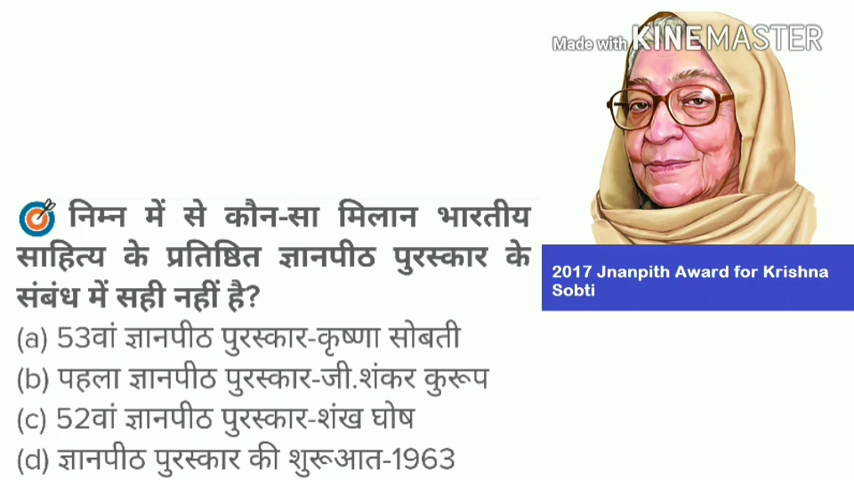 Made with KINEMASTER
निम्न में से कौन-सा मिलान भारतीय
साहित्य के प्रतिष्ठित ज्ञानपीठ पुरस्कार के
संबंध में सही नहीं है?
(a) 53वां ज्ञानपीठ पुरस्कार-कृष्णा सोबती
(b) पहला ज्ञानपीठ पुरस्कार-जी.शंकर कुरूप
(c) 52वां ज्ञानपीठ पुरस्कार-शंख घोष
(d) ज्ञानपीठ पुरस्कार की शुरूआत-1963
2017 Jnanpith Award for Krishna
Sobti